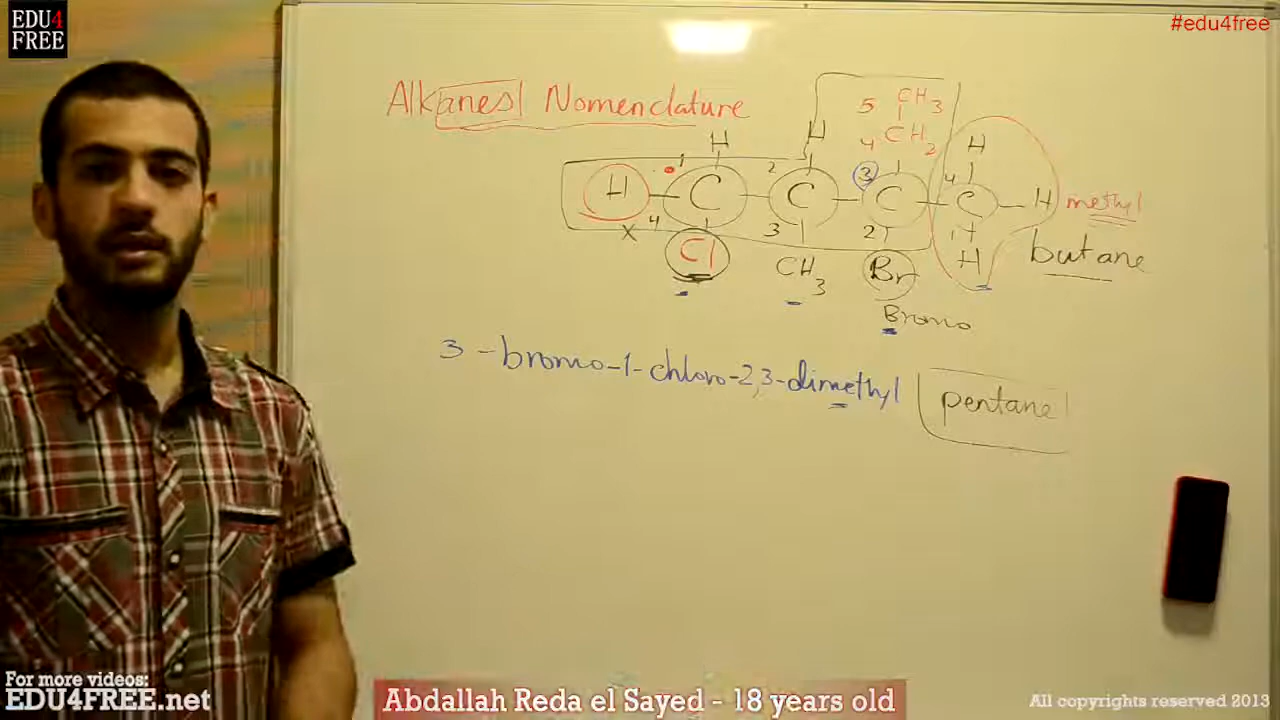 EDU4
FREE
#edu4free
Alkanes Nomenclature
5 CH3
4 CH2
H H H
1 2 3 4
H C C C C H methyl
4 3 2 1
X Cl CH3 Br H butane
Bromo
3-bromo-1-chloro-2,3-dimethyl pentane
For more videos:
EDU4FREE.net
Abdallah Reda el Sayed - 18 years old
All copyrights reserved 2013